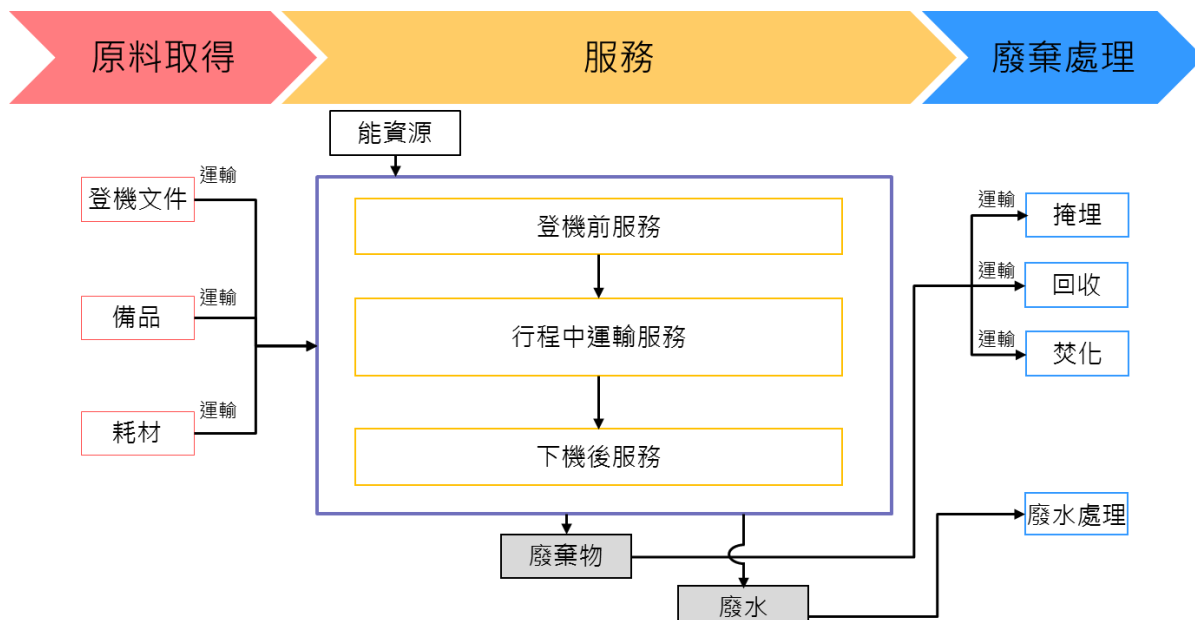 原料取得
服務
廢棄處理
能資源
運輸
登機文件
運輸
備品
運輸
耗材
登機前服務
行程中運輸服務
下機後服務
運輸
掩埋
運輸
回收
運輸
焚化
廢水處理
廢棄物
廢水